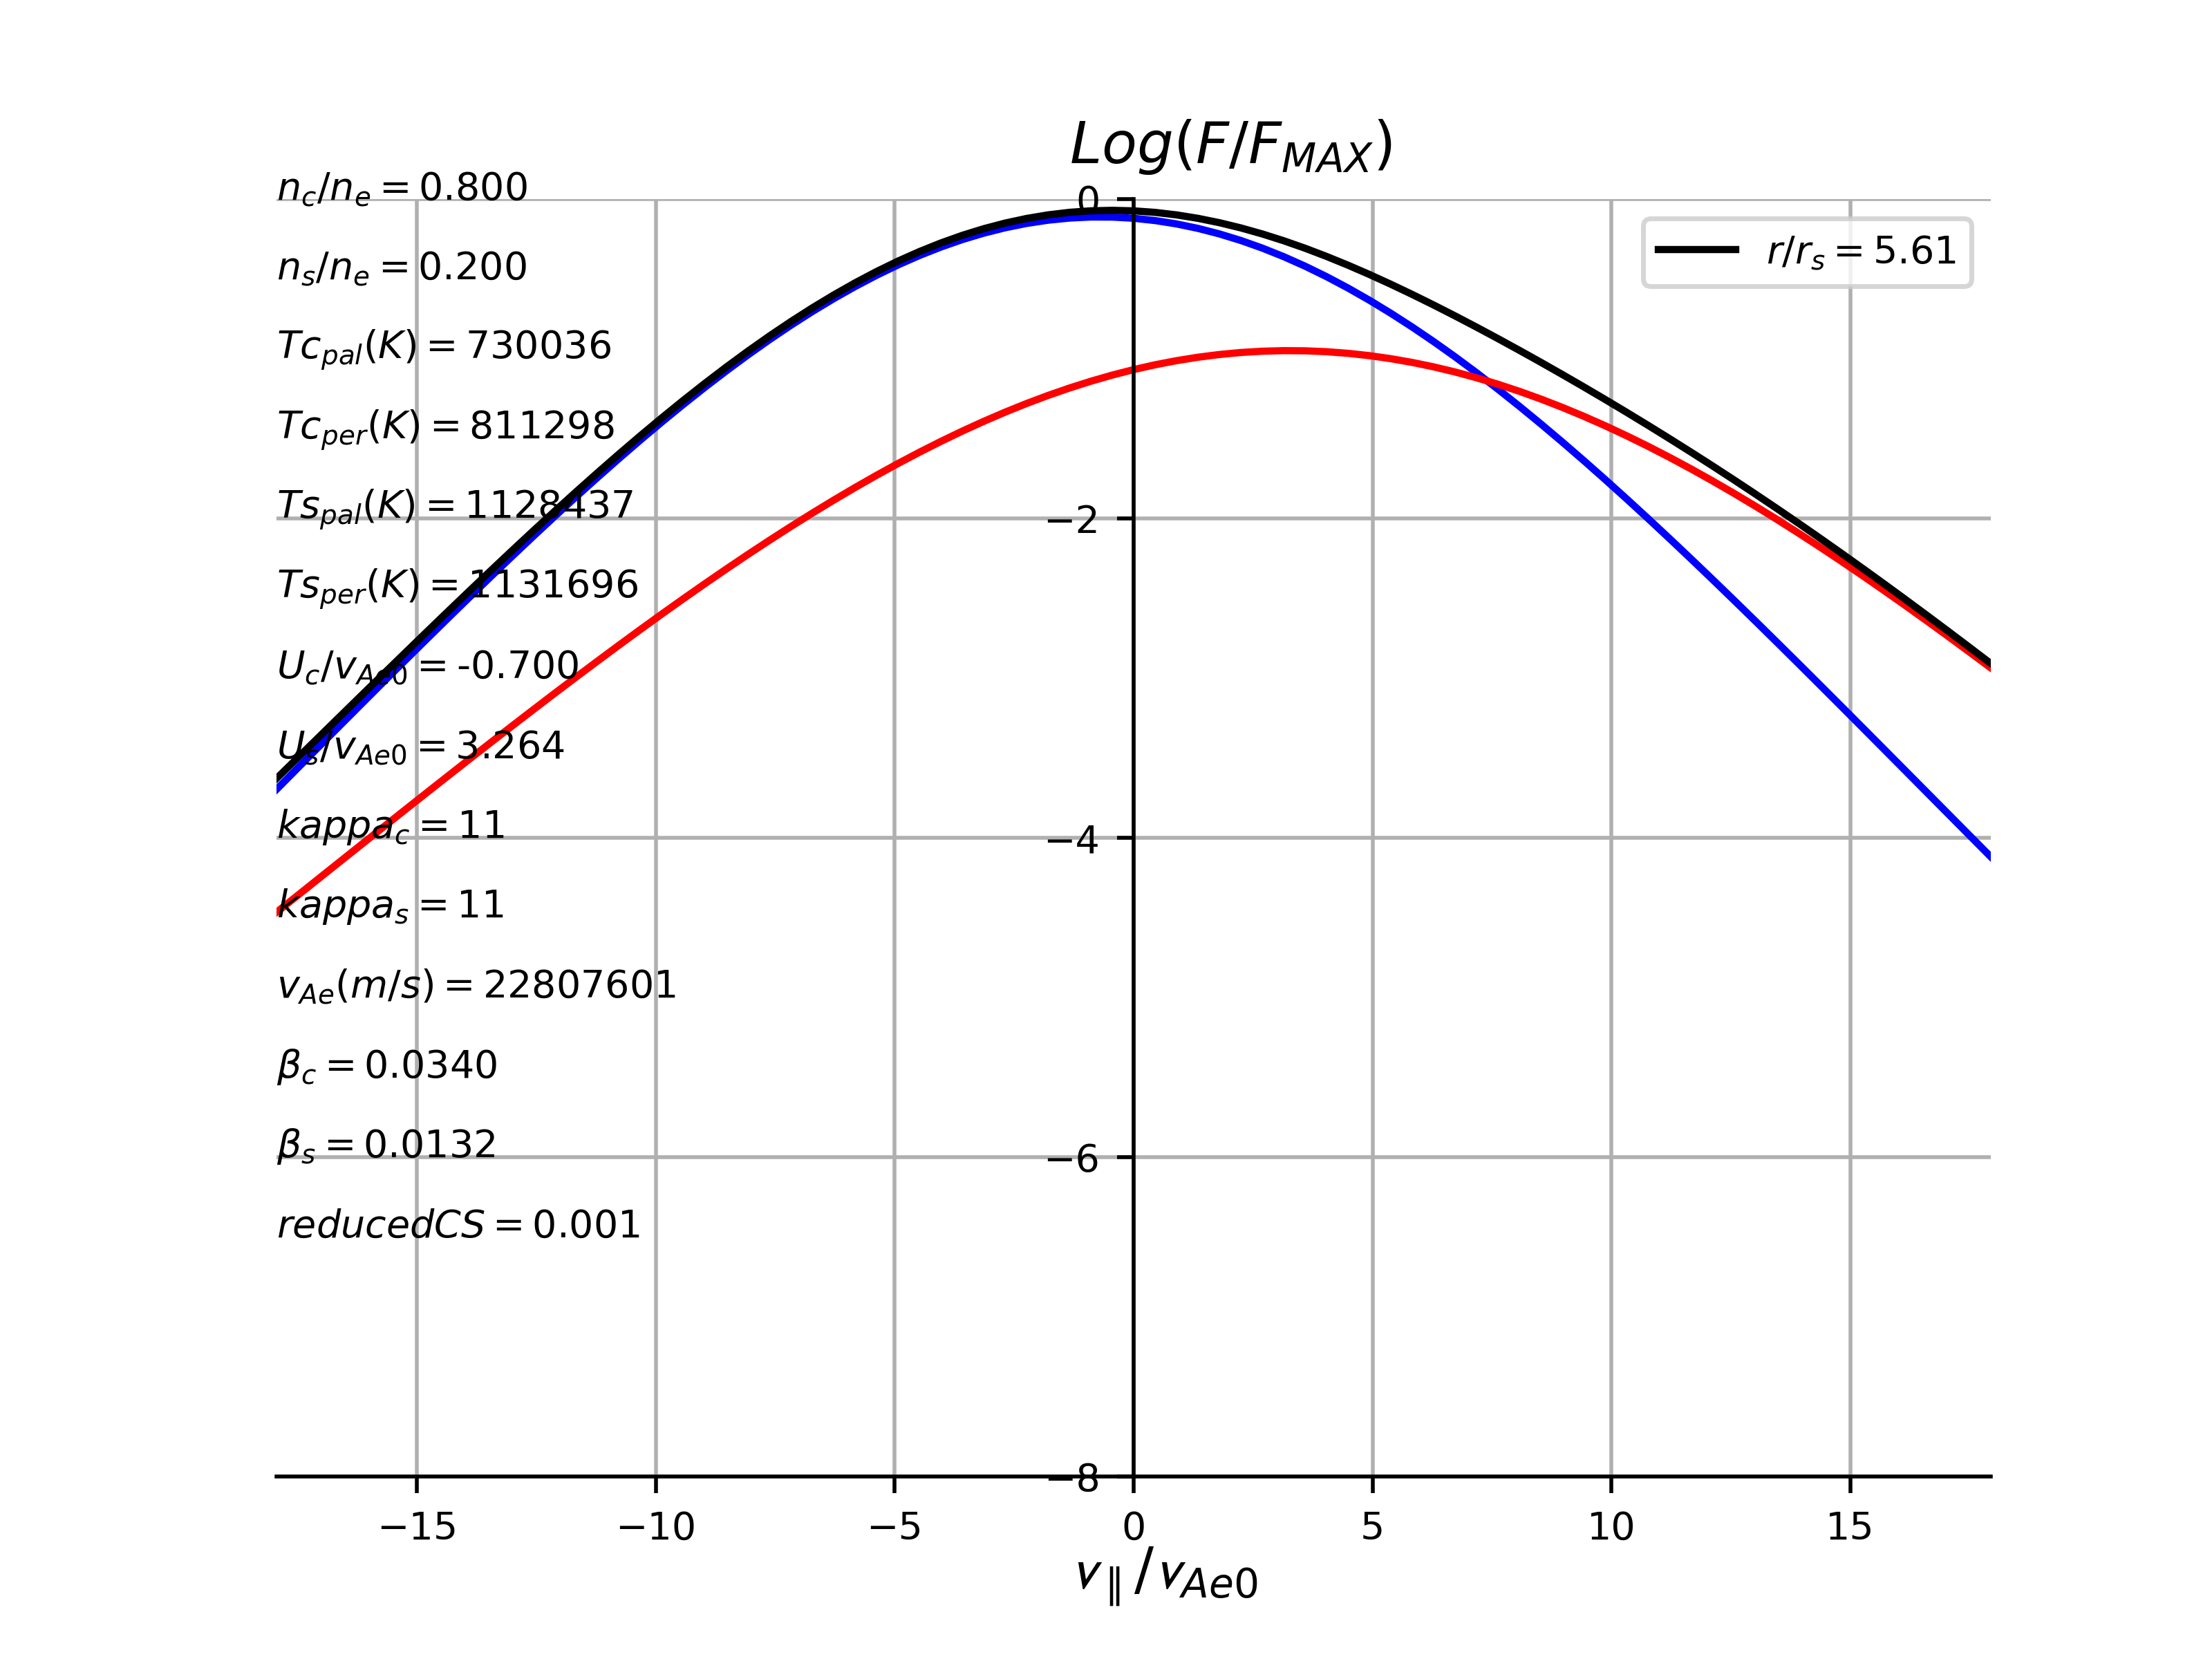 Log(F/F_MAX)
n_c/n_e = 0.800
0
r/r_s = 5.61
n_s/n_e = 0.200
Tc_pal(K) = 730036
Tc_per(K) = 811298
Ts_pal(K) = 1128437
−2
Ts_per(K) = 1131696
U_c/v_Ae0 = -0.700
U_s/v_Ae0 = 3.264
kappa_c = 11
−4
kappa_s = 11
v_Ae(m/s) = 22807601
β_c = 0.0340
β_s = 0.0132
−6
reducedCS = 0.001
−8
−15 −10 −5 0 5 10 15
v_∥/v_Ae0